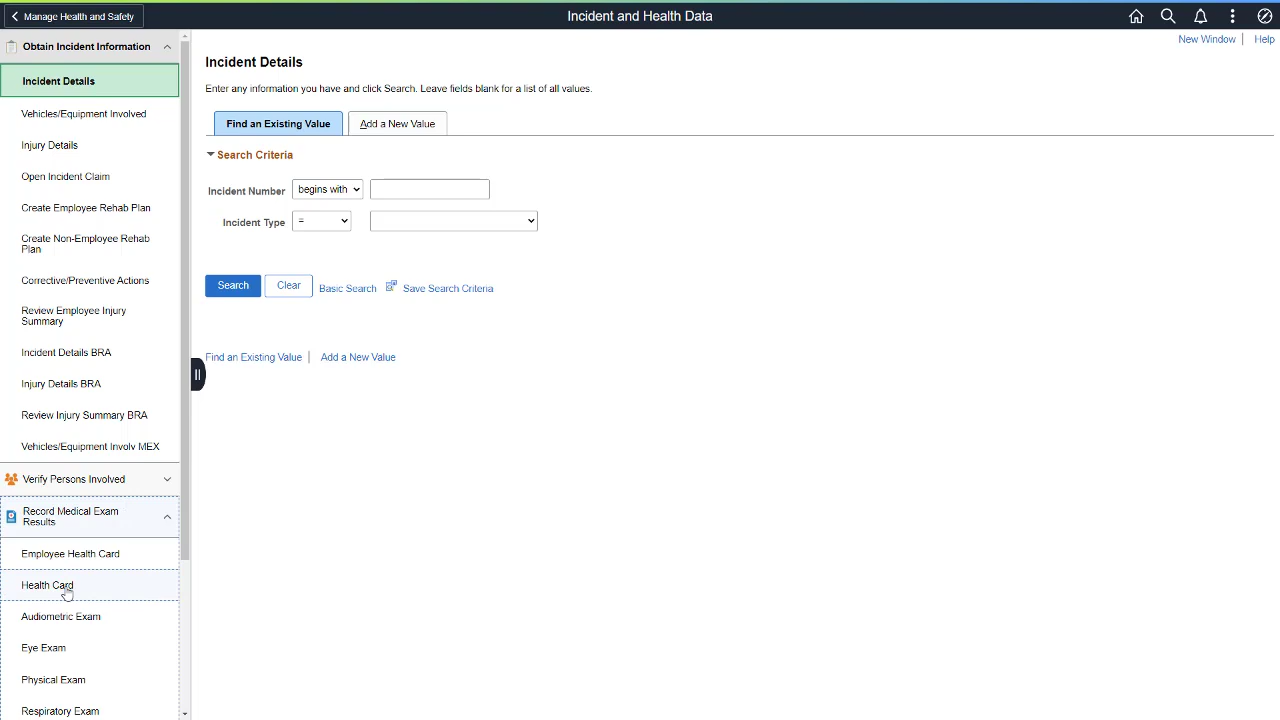 Manage Health and Safety
Incident and Health Data
New Window
Help
Obtain Incident Information
Incident Details
Vehicles/Equipment Involved
Injury Details
Open Incident Claim
Create Employee Rehab Plan
Create Non-Employee Rehab
Plan
Corrective/Preventive Actions
Review Employee Injury
Summary
Incident Details BRA
Injury Details BRA
Review Injury Summary BRA
Vehicles/Equipment Involv MEX
Verify Persons Involved
Record Medical Exam
Results
Employee Health Card
Health Card
Audiometric Exam
Eye Exam
Physical Exam
Respiratory Exam
Incident Details
Enter any information you have and click Search. Leave fields blank for a list of all values.
Find an Existing Value
Add a New Value
Search Criteria
Incident Number begins with
Incident Type =
Search Clear Basic Search Save Search Criteria
Find an Existing Value | Add a New Value